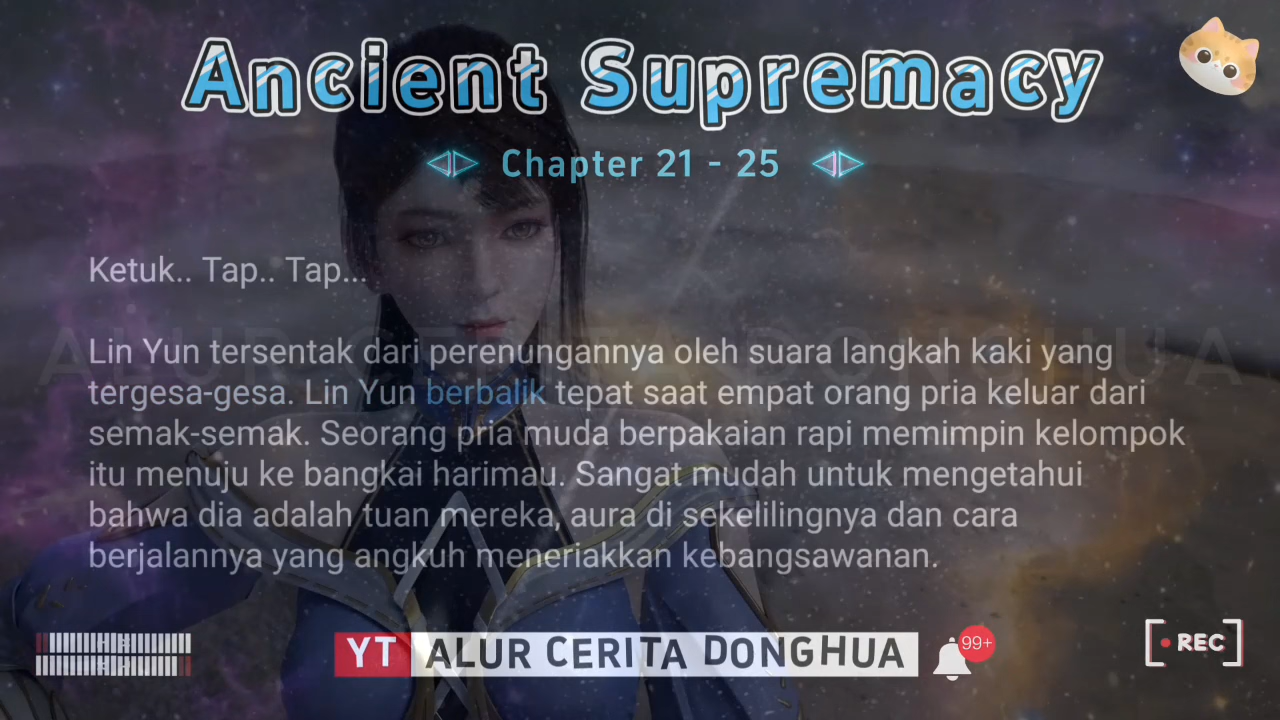 Ancient Supremacy
Chapter 21 - 25
Ketuk.. Tap.. Tap...
ALUR CERITA DONGHUA
Lin Yun tersentak dari perenungannya oleh suara langkah kaki yang
tergesa-gesa. Lin Yun berbalik tepat saat empat orang pria keluar dari
semak-semak. Seorang pria muda berpakaian rapi memimpin kelompok
itu menuju ke bangkai harimau. Sangat mudah untuk mengetahui
bahwa dia adalah tuan mereka, aura di sekelilingnya dan cara
berjalannya yang angkuh meneriakkan kebangsawanan.
YT ALUR CERITA DONGHUA
99+
REC